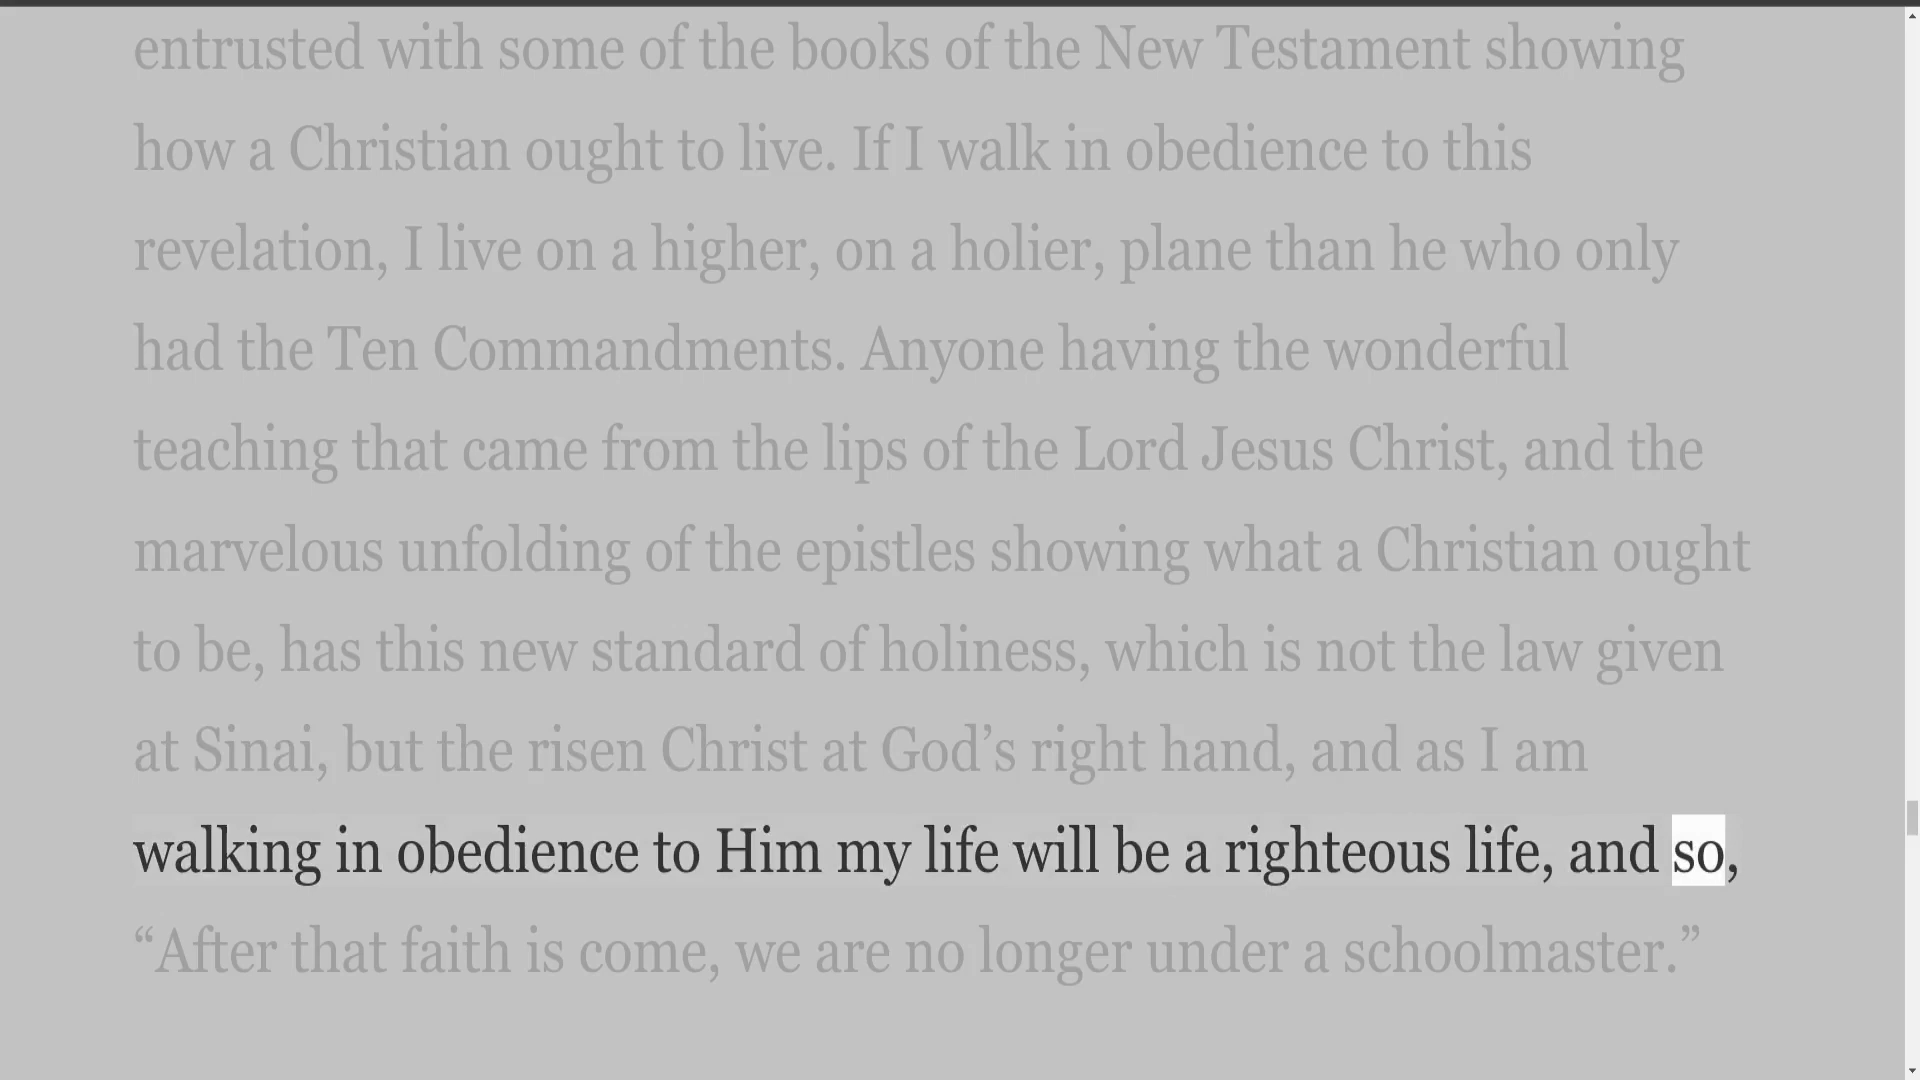 entrusted with some of the books of the New Testament showing
how a Christian ought to live. If I walk in obedience to this
revelation, I live on a higher, on a holier, plane than he who only
had the Ten Commandments. Anyone having the wonderful
teaching that came from the lips of the Lord Jesus Christ, and the
marvelous unfolding of the epistles showing what a Christian ought
to be, has this new standard of holiness, which is not the law given
at Sinai, but the risen Christ at God’s right hand, and as I am
walking in obedience to Him my life will be a righteous life, and so,
“After that faith is come, we are no longer under a schoolmaster.”